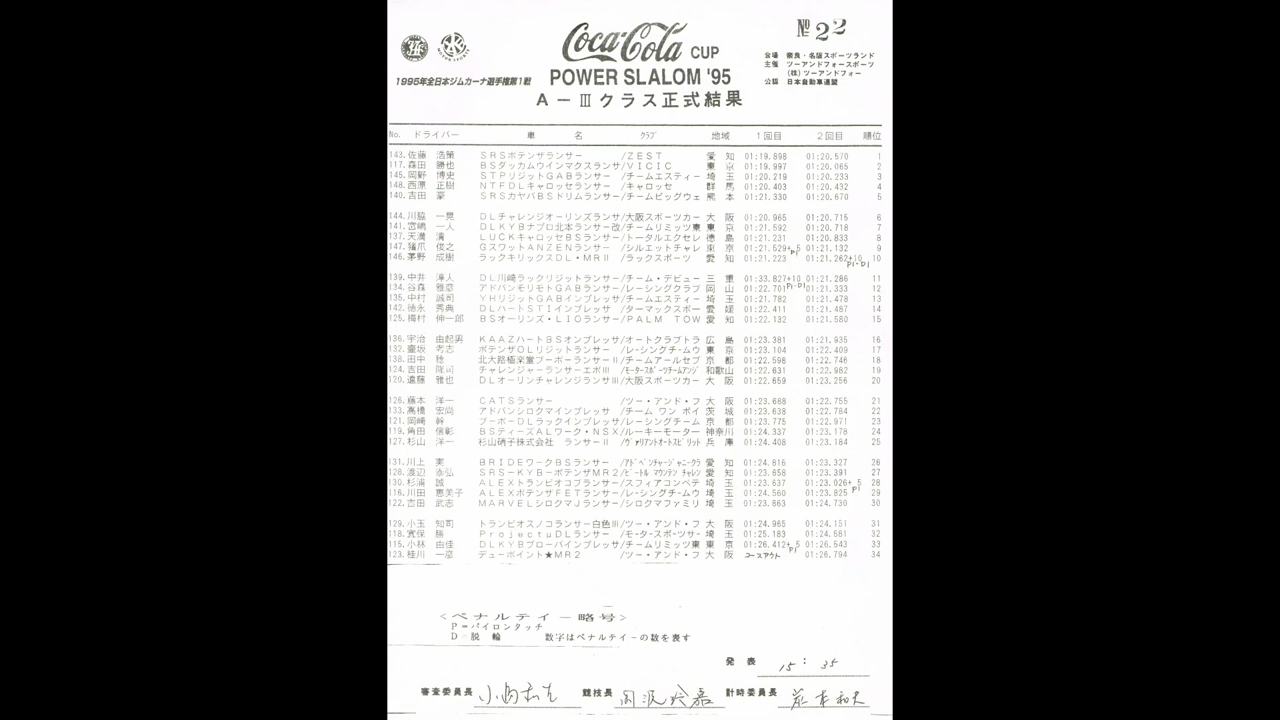 № 22
Coca-Cola CUP
POWER SLALOM '95
1995年全日本ジムカーナ選手権第1戦
A－Ⅲクラス正式結果
会場 奈良・名阪スポーツランド
主催 ツーアンドフォースポーツ
(株)ツーアンドフォー
公認 日本自動車連盟
No. ドライバー 車 名 クラブ 地域 1回目 2回目 順位
143.佐藤 浩策 SRSポテンザランサー /ZEST 愛 知 01:19.898 01:20.570 1
117.森田 勝也 BSダッカムウインマクスランサ/VICIC 東 京 01:19.997 01:20.065 2
145.岡野 博史 STPリジットGABランサー /チームエスティー 埼 玉 01:20.219 01:20.233 3
148.西原 正樹 NTFDLキャロッセランサー /キャロッセ 群 馬 01:20.403 01:20.432 4
140.吉田 豪 SRSカヤバBSドリムランサー/チームビッグウェ 熊 本 01:21.330 01:20.670 5
144.川脇 一晃 DLチャレンジオーリンズランサ/大阪スポーツカー 大 阪 01:20.965 01:20.716 6
141.宮嶋 一人 DLKYBナプロ北本ランサー改/チームリミッツ東 東 京 01:21.592 01:20.718 7
137.天満 清 LUCKキャロッセBSランサー/トータルエクセレ 徳 島 01:21.231 01:20.833 8
147.猪爪 俊之 GスワットANZENランサー /シルエットチャレ 東 京 01:21.529+5 P1 01:21.132 9
146.茅野 成樹 ラックキリックスDL・MRⅡ /ラックスポーツ 愛 知 01:21.223 01:21.262+10 P1-D1 10
139.中井 達人 DL川崎ラックリジットランサー/チーム・デビュー 三 重 01:33.827+10 P1-D1 01:21.286 11
134.谷森 雅彦 アドバンモリモトGABランサー/レーシングクラブ 岡 山 01:22.701 01:21.333 12
135.中村 誠司 YHリジットGABインプレッサ/チームエスティー 埼 玉 01:21.782 01:21.478 13
142.徳永 秀典 DLハートSTIインプレッサ /ターマックスポー 愛 媛 01:22.411 01:21.487 14
125.梅村 伸一郎 BSオーリンズ・LIGランサー/PALM TOW 愛 知 01:22.132 01:21.580 15
136.宇治 由起男 KAAZハートBSオンプレッサ/オートクラブトラ 広 島 01:23.381 01:21.935 16
132.窪坂 考志 ポテンザOLリジットランサー /レーシングチームウ 東 京 01:23.104 01:22.409 17
138.田中 稔 北大路極楽堂ブーボーランサーⅡ/チームアールセブ 京 都 01:22.598 01:22.746 18
124.吉田 隆司 チャレンジャーランサーエボⅢ /モータースポーツチームアンジ 和歌山 01:22.631 01:22.982 19
120.遠藤 雅也 DLオーリンチャレンジランサⅢ/大阪スポーツカー 大 阪 01:22.659 01:23.256 20
126.藤本 洋一 CATSランサー /ツー・アンド・フ 大 阪 01:23.688 01:22.755 21
133.高橋 宏尚 アドバンシロクマインプレッサ /チーム ワン ポイ 茨 城 01:23.638 01:22.784 22
121.岡崎 幹 ブーボーDLラックインプレッサ/レーシングチーム 京 都 01:23.775 01:22.971 23
119.角田 信彰 BSティーズALワーク・NSX/ルーキーモーター 神奈川 01:24.337 01:23.178 24
127.杉山 洋一 杉山硝子株式会社 ランサーⅡ /ヴァリアントオートスピリット 兵 庫 01:24.408 01:23.184 25
131.川上 実 BRIDEワークBSランサー /アドベンチャージャニークラ 愛 知 01:24.816 01:23.327 26
128.渡辺 泰弘 SRS-KYB-ポテンザMR2/ビートル マウンテン チャレン 愛 知 01:23.658 01:23.391 27
130.杉浦 誠 ALEXトランピオコブランサー/スフィアコンペテ 埼 玉 01:23.637 01:23.026+5 P1 28
116.川田 恵美子 ALEXポテンザFETランサー/レーシングチームウ 埼 玉 01:24.560 01:23.825 29
122.吉田 武志 MARVELシロクマJランサー/シロクマファミリ 埼 玉 01:23.863 01:24.730 30
129.小玉 知司 トランピオスノコランサー白色Ⅲ/ツー・アンド・フ 大 阪 01:24.965 01:24.151 31
118.寛保 勝 ProjectμDLランサー /モータースポーツサー 埼 玉 01:25.183 01:24.561 32
115.小林 由佳 DLKYBブローバインプレッサ/チームリミッツ東 東 京 01:26.412+5 P1 01:26.543 33
123.桂川 一彦 デューポイント★MR2 /ツー・アンド・フ 大 阪 コースアウト 01:26.794 34
＜ペナルティー略号＞
P＝パイロンタッチ
D－脱 輪 数字はペナルティーの数を表す
発 表 15：35
審査委員長 競技長 計時委員長